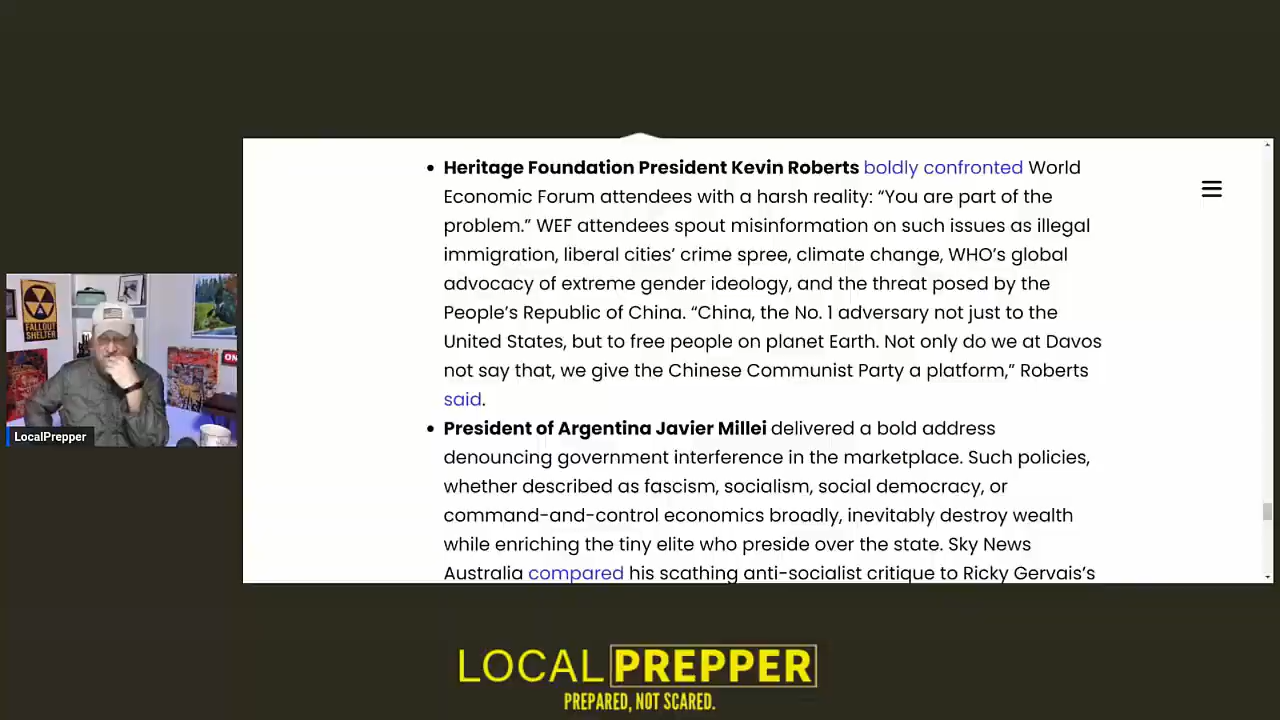 • Heritage Foundation President Kevin Roberts boldly confronted World
Economic Forum attendees with a harsh reality: “You are part of the
problem.” WEF attendees spout misinformation on such issues as illegal
immigration, liberal cities’ crime spree, climate change, WHO’s global
advocacy of extreme gender ideology, and the threat posed by the
People’s Republic of China. “China, the No. 1 adversary not just to the
United States, but to free people on planet Earth. Not only do we at Davos
not say that, we give the Chinese Communist Party a platform,” Roberts
said.
• President of Argentina Javier Millei delivered a bold address
denouncing government interference in the marketplace. Such policies,
whether described as fascism, socialism, social democracy, or
command-and-control economics broadly, inevitably destroy wealth
while enriching the tiny elite who preside over the state. Sky News
Australia compared his scathing anti-socialist critique to Ricky Gervais’s
FALLOUT
SHELTER
ON
LocalPrepper
LOCAL PREPPER
PREPARED, NOT SCARED.